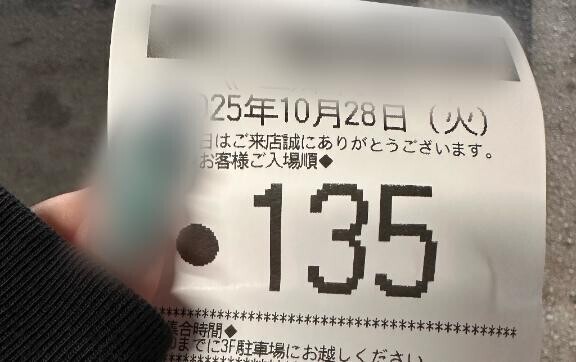 025年10月28日（火）
日はご来店誠にありがとうございます。
お客様ご入場順◆
●135
********************************
集合時間◆
までに3F駐車場にお越しください